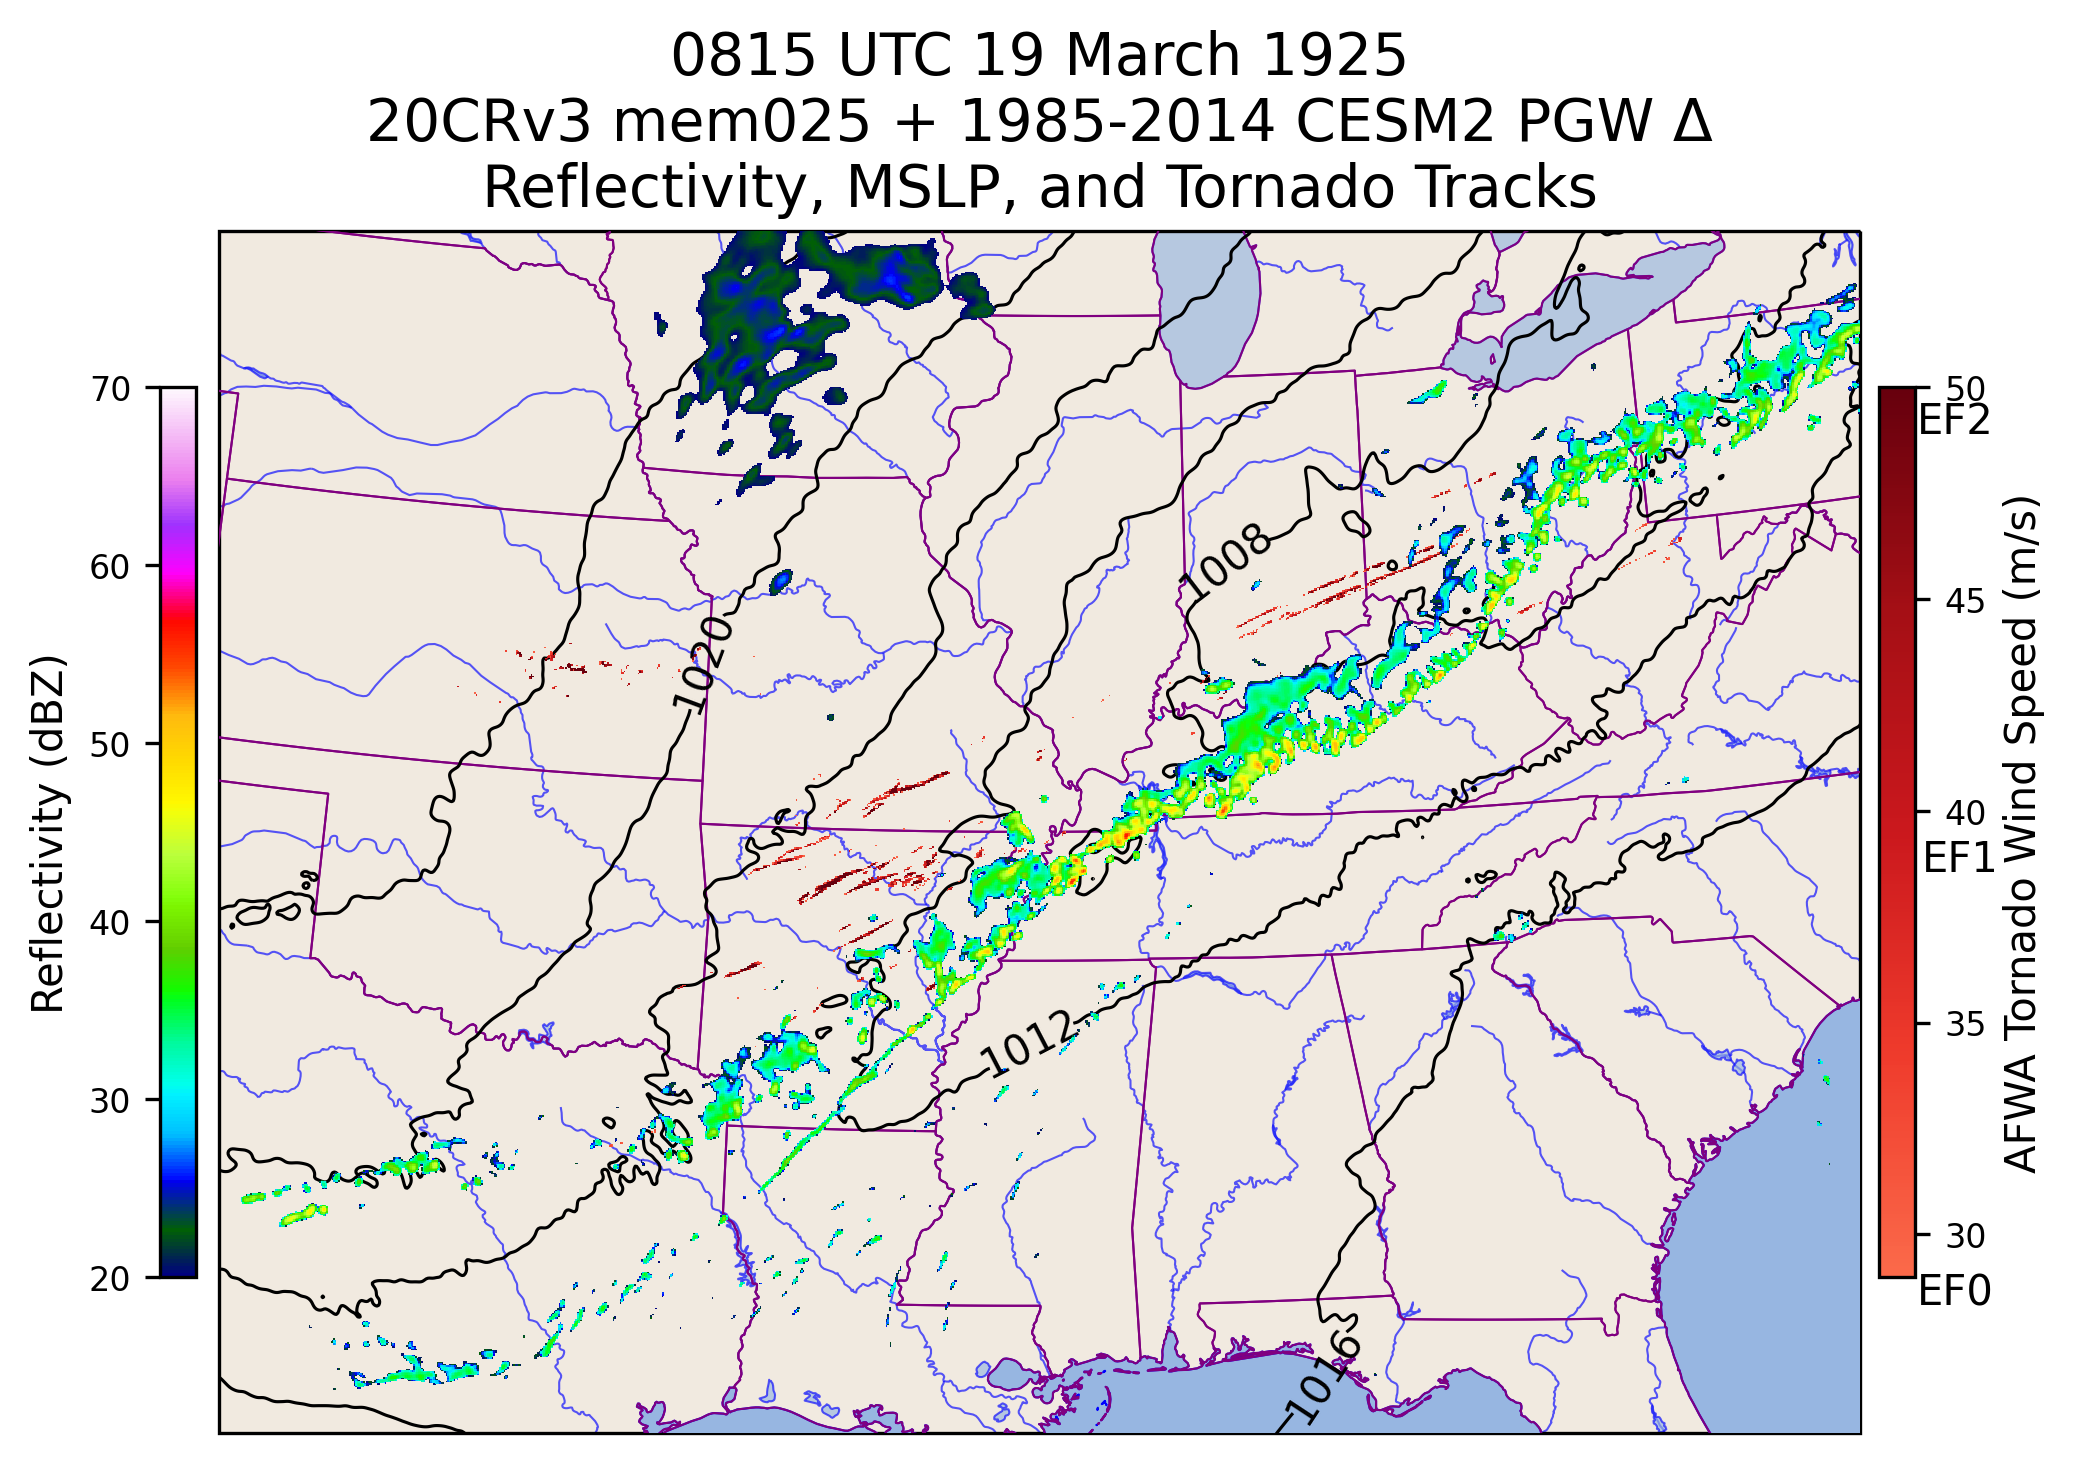 0815 UTC 19 March 1925
20CRv3 mem025 + 1985-2014 CESM2 PGW Δ
Reflectivity, MSLP, and Tornado Tracks
Reflectivity (dBZ)
70
60
50
40
30
20
1008
1020
1012
1016
50
EF2
45
40
EF1
35
30
EF0
AFWA Tornado Wind Speed (m/s)